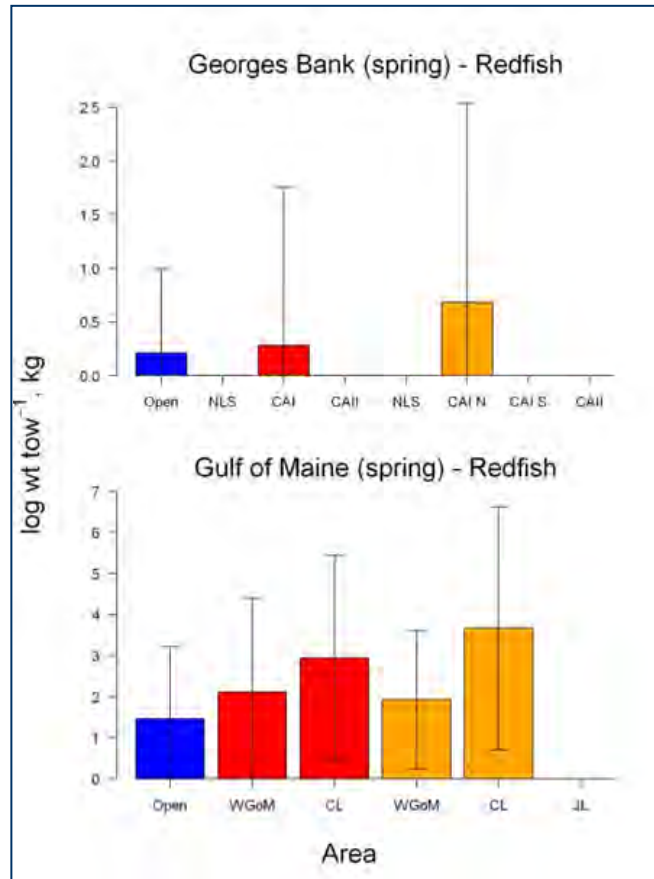 Georges Bank (spring) - Redfish
2.5
2.0
1.5
1.0
0.5
0.0
Open NLS CAI CAII NLS CAI N CAI S CAII
log wt tow⁻¹, kg
Gulf of Maine (spring) - Redfish
7
6
5
4
3
2
1
0
Open WGoM CL WGoM CL JL
Area